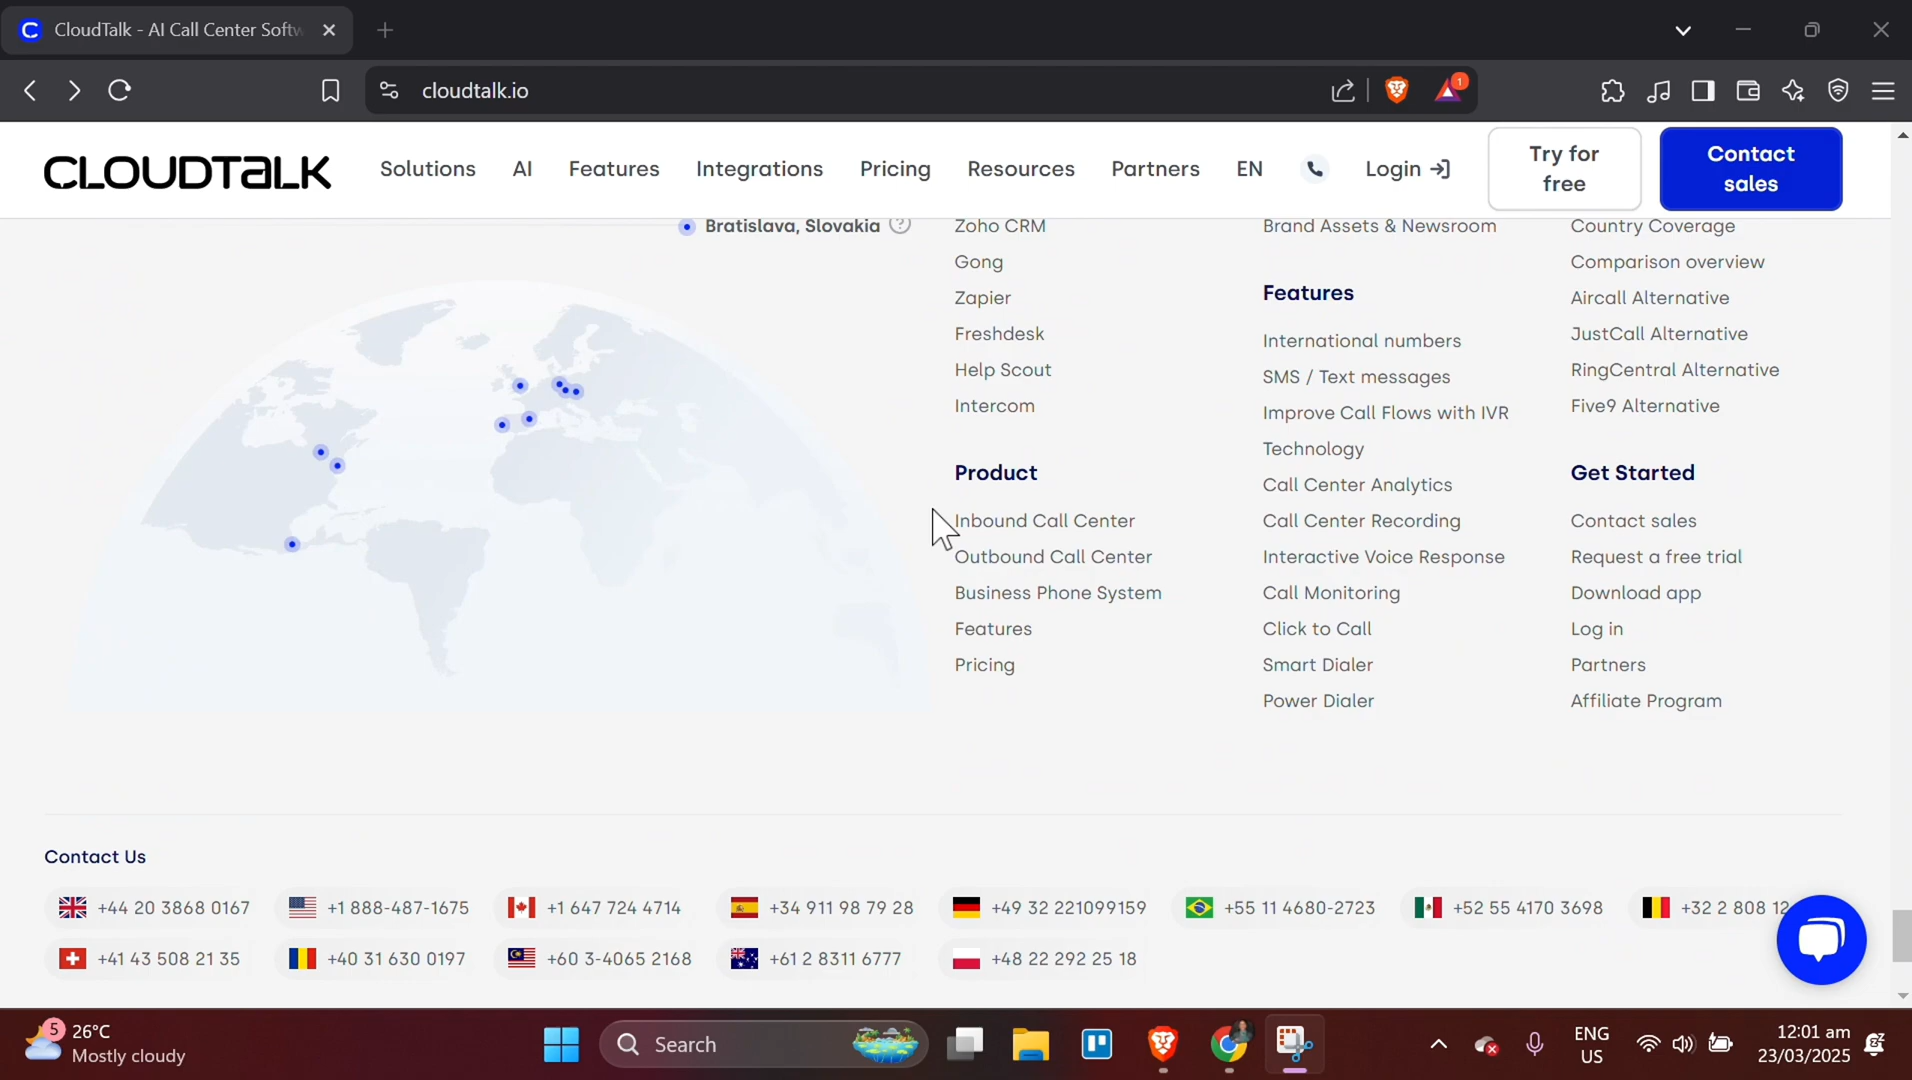 CloudTalk - AI Call Center Softw
cloudtalk.io
1
CLOUDTaLK
Solutions
AI
Features
Integrations
Pricing
Resources
Partners
EN
Login
Try for
free
Contact
sales
Bratislava, Slovakia ?
Zoho CRM
Gong
Zapier
Freshdesk
Help Scout
Intercom
Product
Inbound Call Center
Outbound Call Center
Business Phone System
Features
Pricing
Brand Assets & Newsroom
Features
International numbers
SMS / Text messages
Improve Call Flows with IVR
Technology
Call Center Analytics
Call Center Recording
Interactive Voice Response
Call Monitoring
Click to Call
Smart Dialer
Power Dialer
Country Coverage
Comparison overview
Aircall Alternative
JustCall Alternative
RingCentral Alternative
Five9 Alternative
Get Started
Contact sales
Request a free trial
Download app
Log in
Partners
Affiliate Program
Contact Us
+44 20 3868 0167
+1 888-487-1675
+1 647 724 4714
+34 911 98 79 28
+49 32 221099159
+55 11 4680-2723
+52 55 4170 3698
+32 2 808 12
+41 43 508 21 35
+40 31 630 0197
+60 3-4065 2168
+61 2 8311 6777
+48 22 292 25 18
5
26°C
Mostly cloudy
Search
ENG
US
12:01 am
23/03/2025